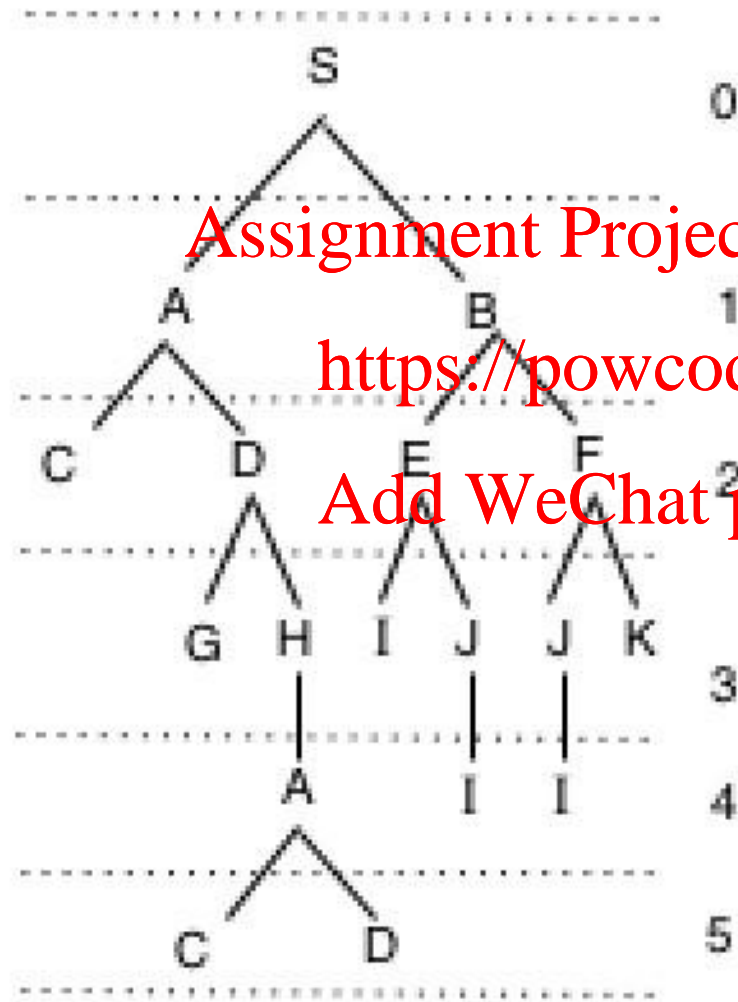 S
0
Assignment Projec
A B 1
https://powcod
C D E F 2
Add WeChat p
G H I J J K
3
A I I 4
C D 5